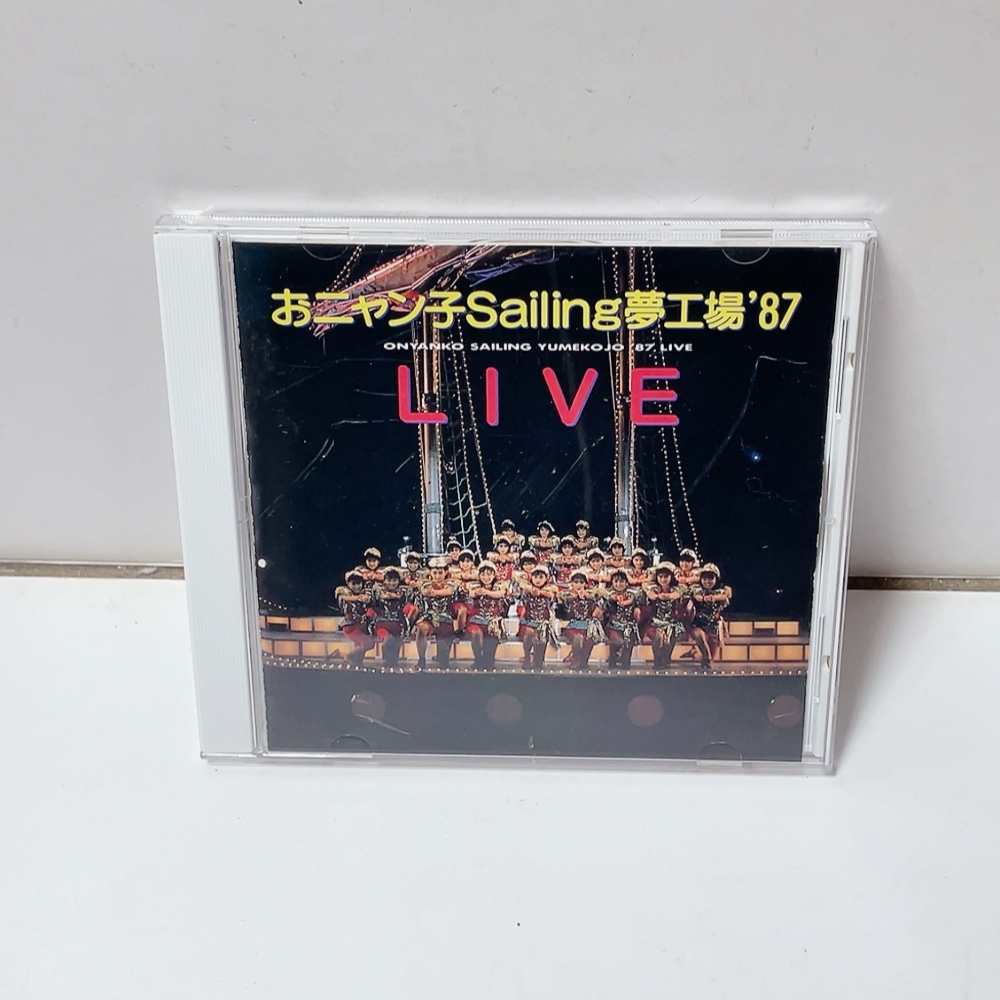 おニャン子Sailing夢工場'87
ONYANKO SAILING YUMEKOJO '87 LIVE
LIVE